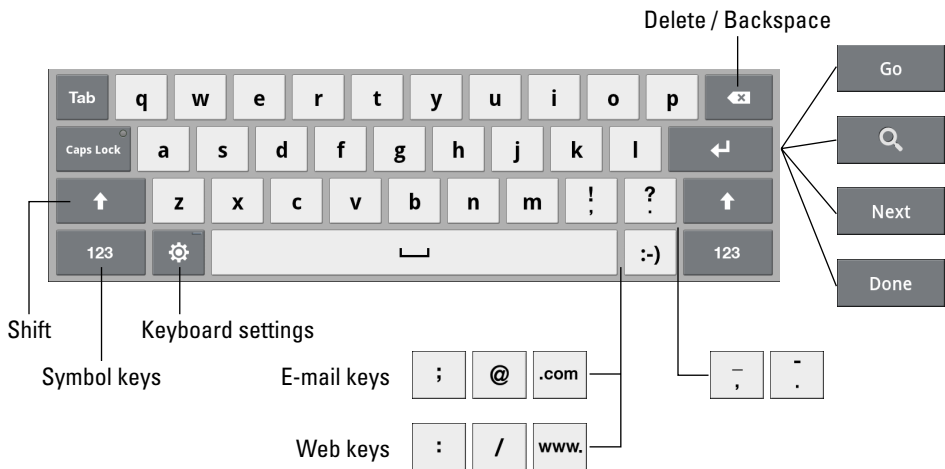 Delete / Backspace
Tab q w e r t y u i o p
Go
Caps Lock a s d f g h j k l
z x c v b n m ! , ? .
Next
123 :-) 123
Done
Shift
Keyboard settings
Symbol keys
E-mail keys ; @ .com _ , - .
Web keys : / www.